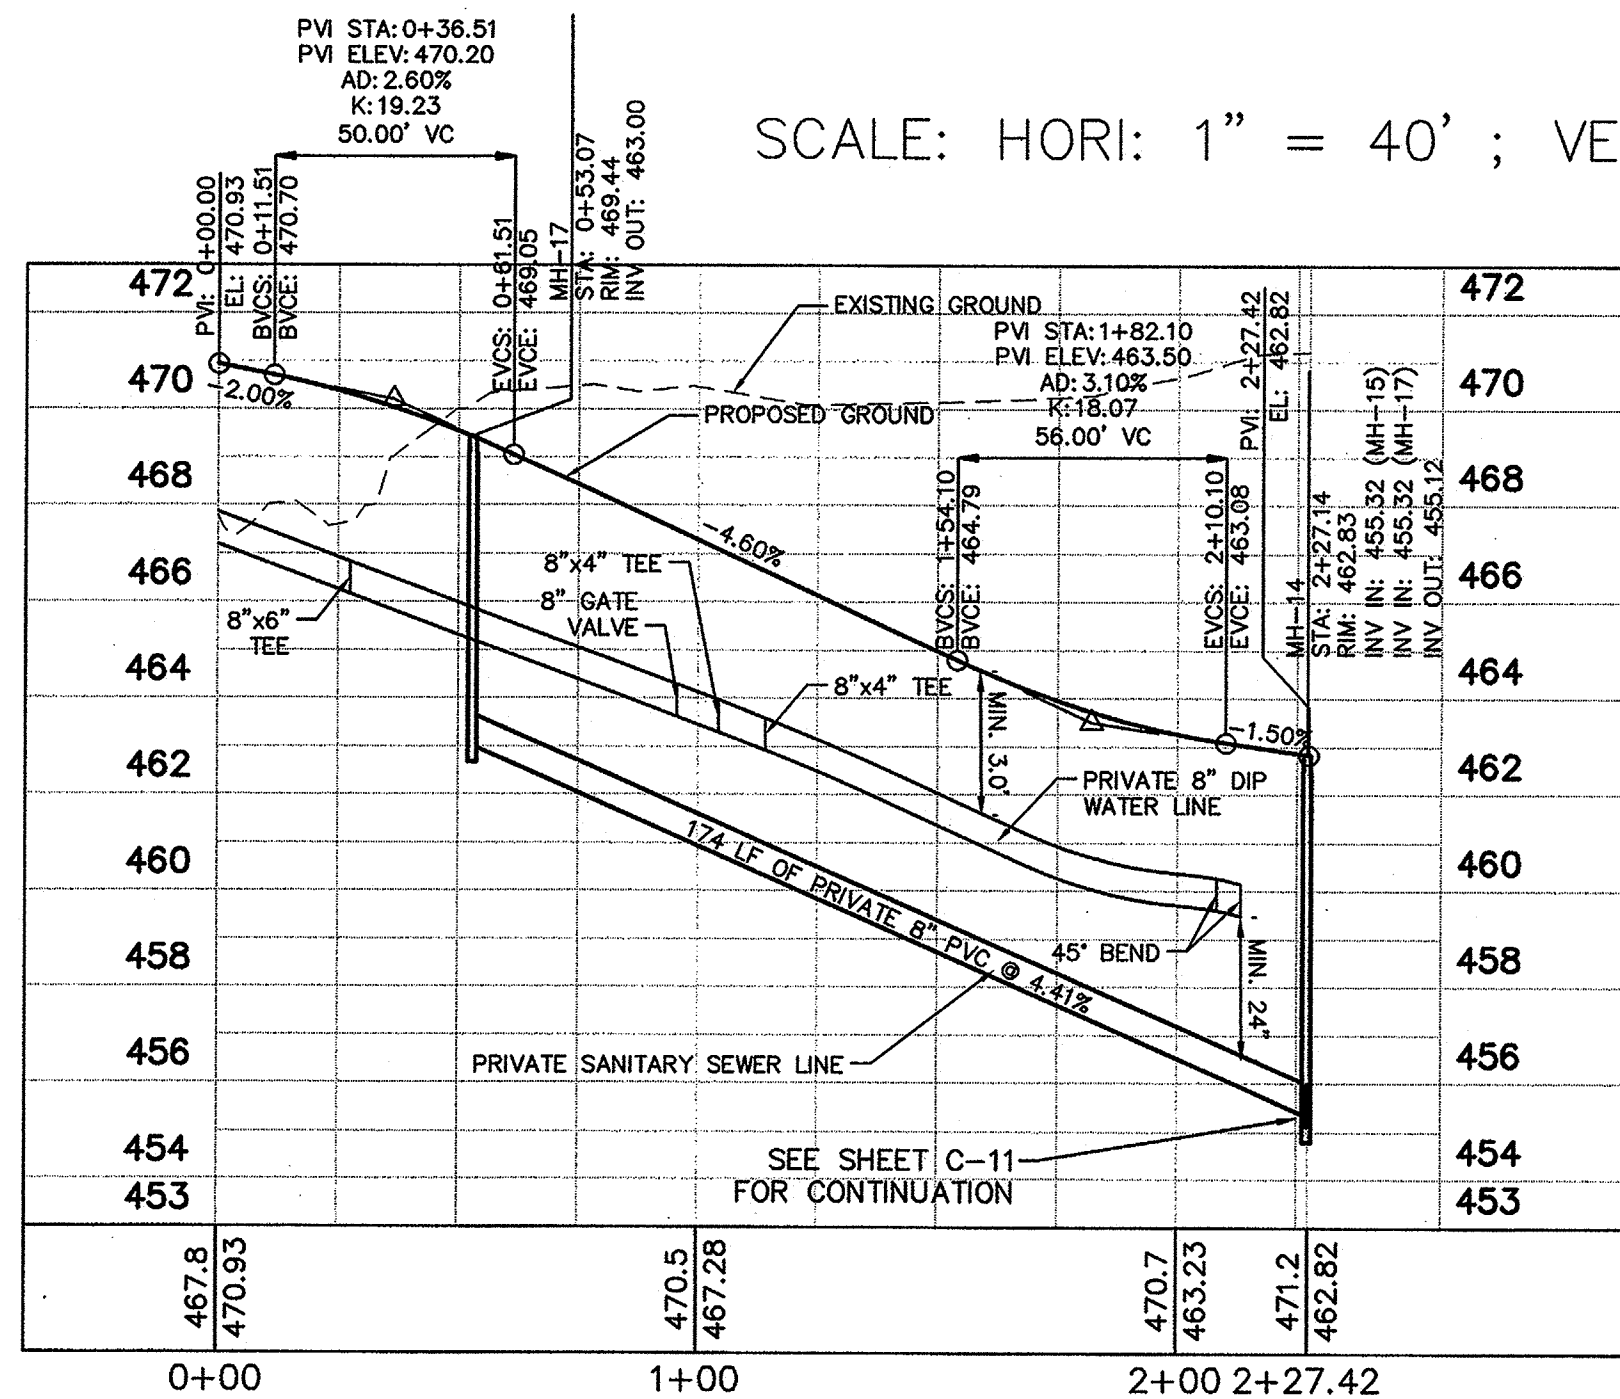 PVI STA: 0+36.51
PVI ELEV: 470.20
AD: 2.60%
K: 19.23
50.00' VC
SCALE: HORI: 1" = 40' ; VE
PVI: 0+00.00
EL: 470.93
BVCS: 0+11.51
BVCE: 470.70
EVCS: 0+61.51
EVCE: 469.05
MH-17
STA: 0+53.07
RIM: 469.44
INV OUT: 463.00
472
470
468
466
464
462
460
458
456
454
453
-2.00%
EXISTING GROUND
PROPOSED GROUND
PVI STA: 1+82.10
PVI ELEV: 463.50
AD: 3.10%
K: 18.07
56.00' VC
-4.60%
8"x6"
TEE
8"x4" TEE
8" GATE
VALVE
8"x4" TEE
BVCS: 1+54.10
BVCE: 464.79
MIN. 3.0'
EVCS: 2+10.10
EVCE: 463.08
PVI: 2+27.42
EL: 462.82
MH-14
STA: 2+27.14
RIM: 462.83
INV IN: 455.32 (MH-15)
INV IN: 455.32 (MH-17)
INV OUT: 455.12
-1.50%
PRIVATE 8" DIP
WATER LINE
174 LF OF PRIVATE 8" PVC @ 4.41%
45° BEND
MIN. 24"
PRIVATE SANITARY SEWER LINE
SEE SHEET C-11
FOR CONTINUATION
472
470
468
466
464
462
460
458
456
454
453
467.8
470.93
470.5
467.28
470.7
463.23
471.2
462.82
0+00
1+00
2+00
2+27.42